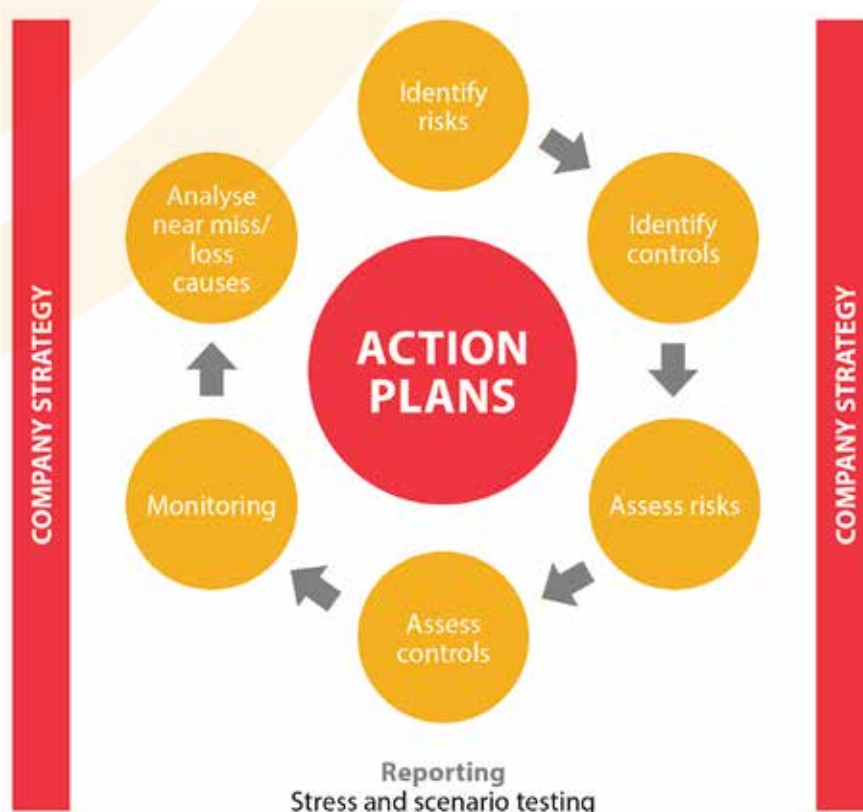 Identify
risks
Identify
controls
Assess risks
Assess
controls
Monitoring
Analyse
near miss/
loss
causes
ACTION
PLANS
COMPANY STRATEGY
COMPANY STRATEGY
Reporting
Stress and scenario testing